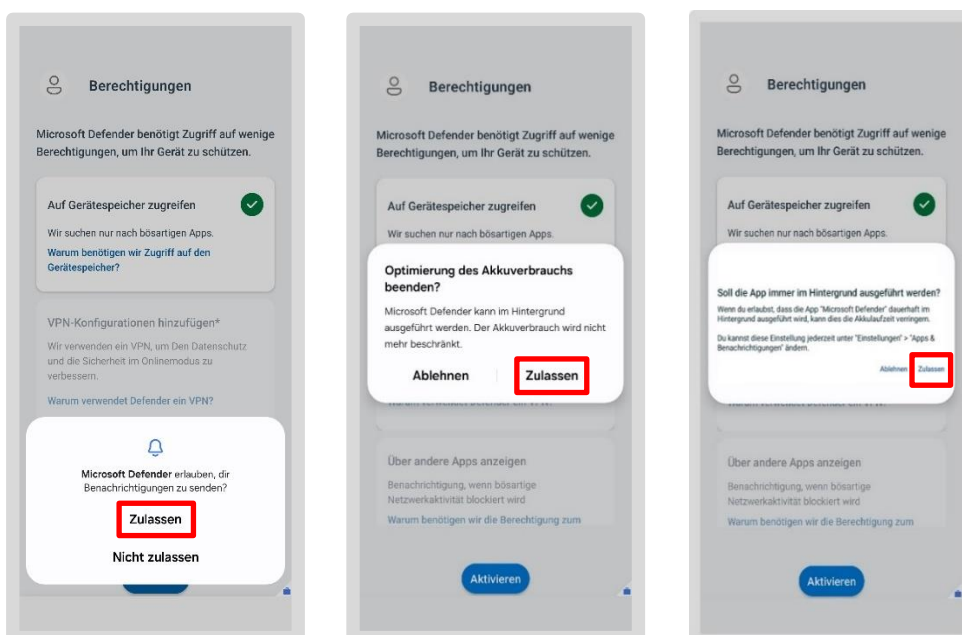 Berechtigungen
Microsoft Defender benötigt Zugriff auf wenige
Berechtigungen, um Ihr Gerät zu schützen.
Auf Gerätespeicher zugreifen
Wir suchen nur nach bösartigen Apps.
Warum benötigen wir Zugriff auf den
Gerätespeicher?
VPN-Konfigurationen hinzufügen*
Wir verwenden ein VPN, um Den Datenschutz
und die Sicherheit im Onlinemodus zu
verbessern.
Warum verwendet Defender ein VPN?
Microsoft Defender erlauben, dir
Benachrichtigungen zu senden?
Zulassen
Nicht zulassen
Berechtigungen
Microsoft Defender benötigt Zugriff auf wenige
Berechtigungen, um Ihr Gerät zu schützen.
Auf Gerätespeicher zugreifen
Wir suchen nur nach bösartigen Apps.
Optimierung des Akkuverbrauchs
beenden?
Microsoft Defender kann im Hintergrund
ausgeführt werden. Der Akkuverbrauch wird nicht
mehr beschränkt.
Ablehnen Zulassen
Über andere Apps anzeigen
Benachrichtigung, wenn bösartige
Netzwerkaktivität blockiert wird
Warum benötigen wir die Berechtigung zum
Aktivieren
Berechtigungen
Microsoft Defender benötigt Zugriff auf wenige
Berechtigungen, um Ihr Gerät zu schützen.
Auf Gerätespeicher zugreifen
Wir suchen nur nach bösartigen Apps.
Soll die App immer im Hintergrund ausgeführt werden?
Wenn du erlaubst, dass die App "Microsoft Defender" dauerhaft im
Hintergrund ausgeführt wird, kann dies die Akkulaufzeit verringern.
Du kannst diese Einstellung jederzeit unter "Einstellungen" > "Apps &
Benachrichtigungen" ändern.
Ablehnen Zulassen
Über andere Apps anzeigen
Benachrichtigung, wenn bösartige
Netzwerkaktivität blockiert wird
Warum benötigen wir die Berechtigung zum
Aktivieren